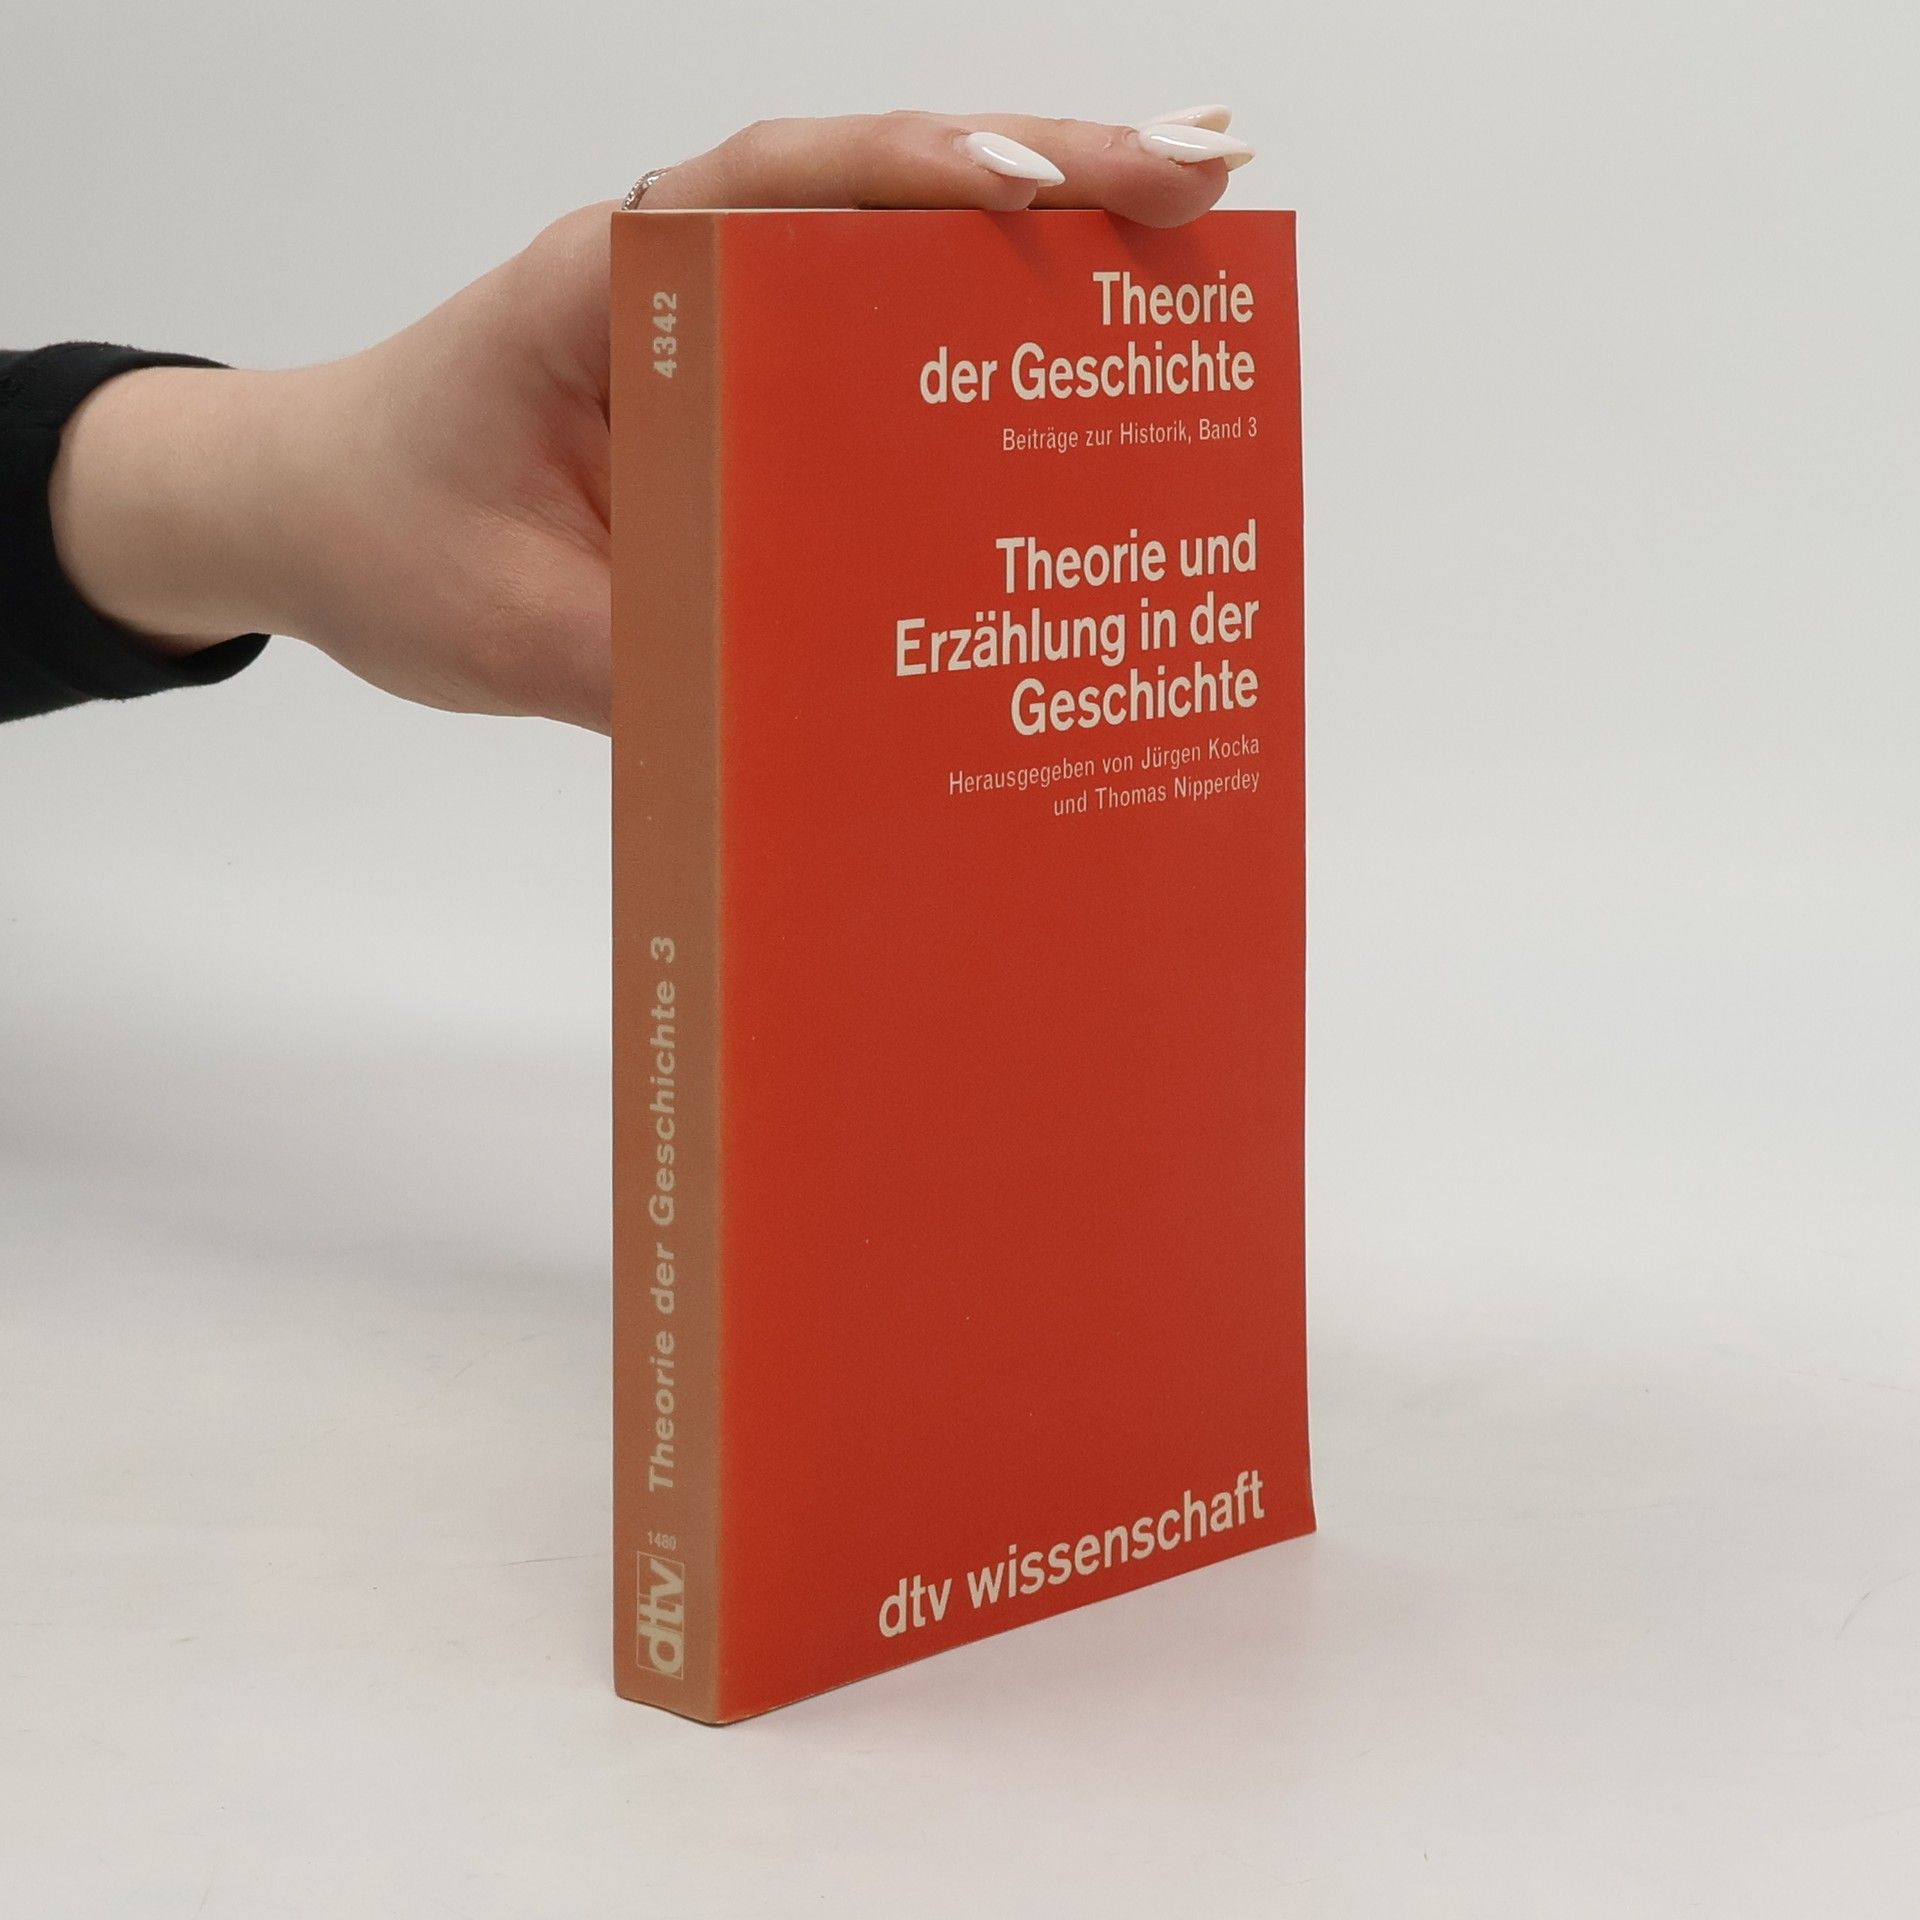 4342
Theorie der Geschichte 3
1480
dtv
Theorie
der Geschichte
Beiträge zur Historik, Band 3
Theorie und
Erzählung in der
Geschichte
Herausgegeben von Jürgen Kocka
und Thomas Nipperdey
dtv wissenschaft